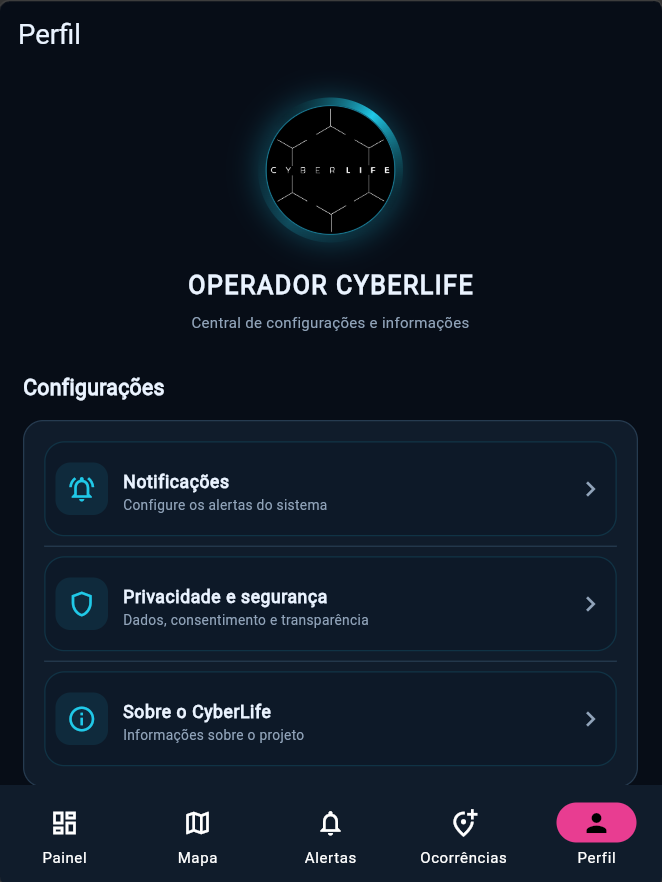 Perfil
CYBERLIFE
OPERADOR CYBERLIFE
Central de configurações e informações
Configurações
Notificações
Configure os alertas do sistema
Privacidade e segurança
Dados, consentimento e transparência
Sobre o CyberLife
Informações sobre o projeto
Painel
Mapa
Alertas
Ocorrências
Perfil